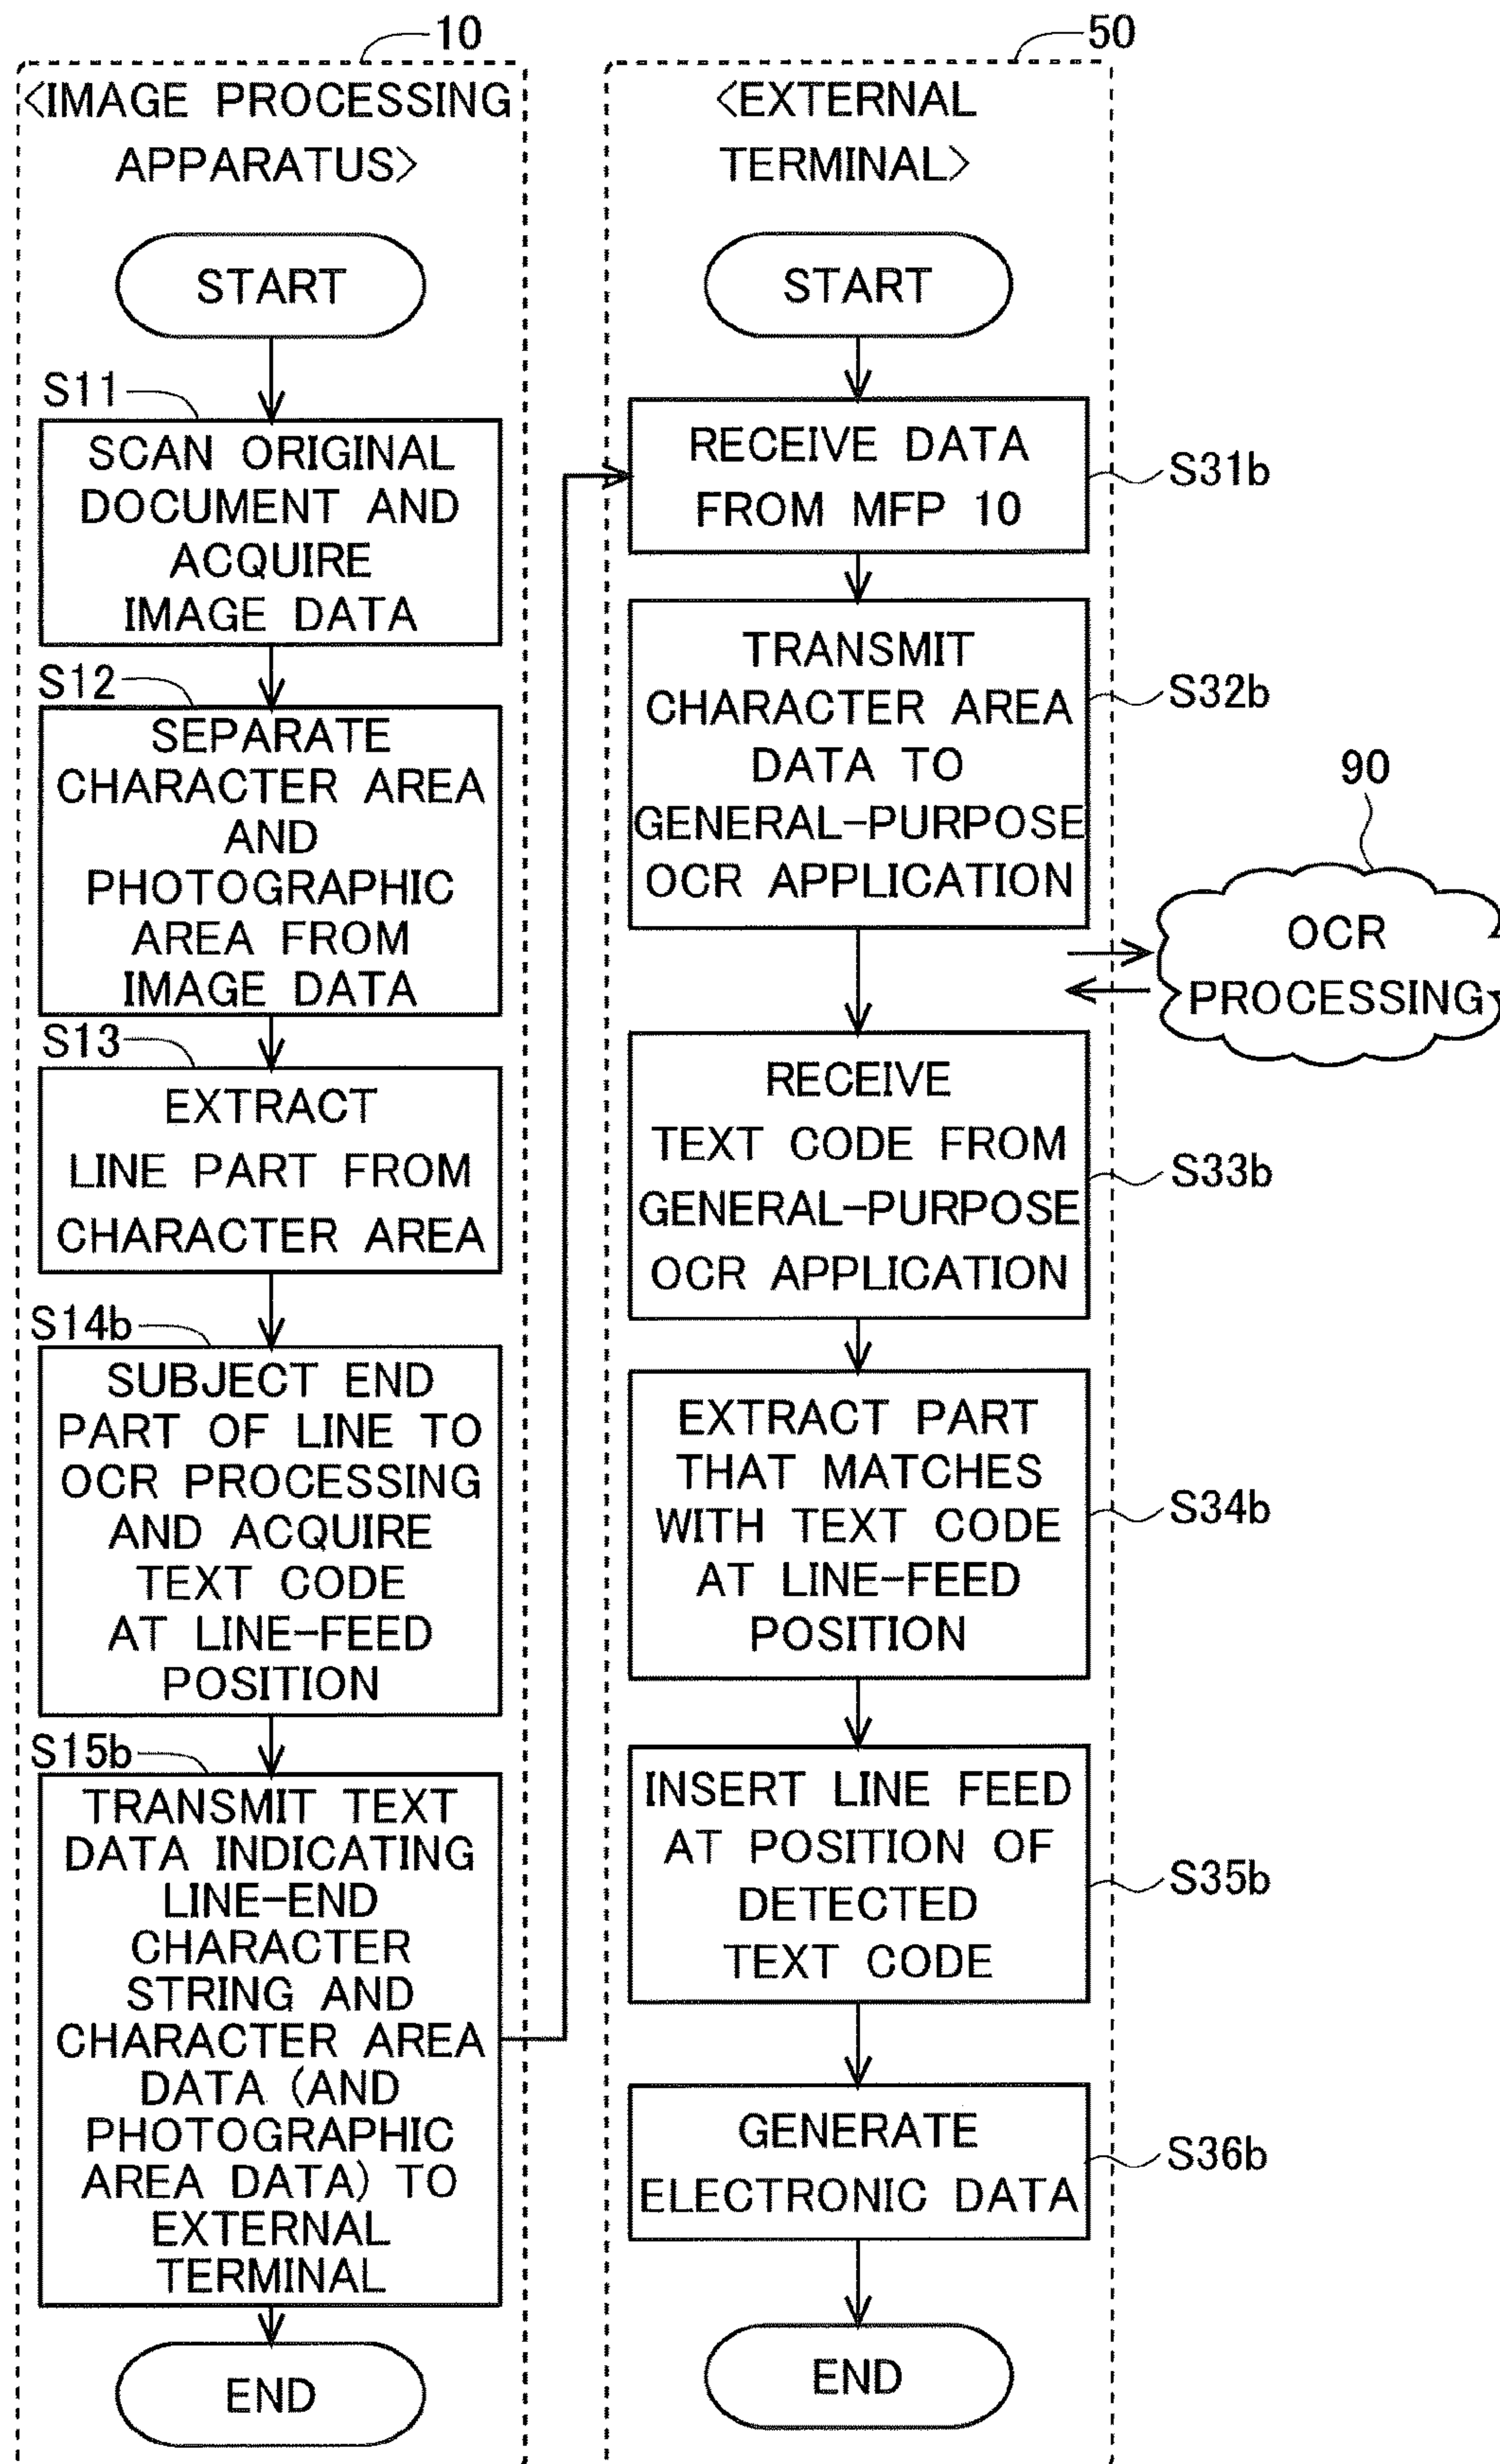 10
<IMAGE PROCESSING
APPARATUS>
START
S11
SCAN ORIGINAL
DOCUMENT AND
ACQUIRE
IMAGE DATA
S12
SEPARATE
CHARACTER AREA
AND
PHOTOGRAPHIC
AREA FROM
IMAGE DATA
S13
EXTRACT
LINE PART FROM
CHARACTER AREA
S14b
SUBJECT END
PART OF LINE TO
OCR PROCESSING
AND ACQUIRE
TEXT CODE
AT LINE-FEED
POSITION
S15b
TRANSMIT TEXT
DATA INDICATING
LINE-END
CHARACTER
STRING AND
CHARACTER AREA
DATA (AND
PHOTOGRAPHIC
AREA DATA) TO
EXTERNAL
TERMINAL
END
50
<EXTERNAL
TERMINAL>
START
RECEIVE DATA
FROM MFP 10
S31b
TRANSMIT
CHARACTER AREA
DATA TO
GENERAL-PURPOSE
OCR APPLICATION
S32b
90
OCR
PROCESSING
RECEIVE
TEXT CODE FROM
GENERAL-PURPOSE
OCR APPLICATION
S33b
EXTRACT PART
THAT MATCHES
WITH TEXT CODE
AT LINE-FEED
POSITION
S34b
INSERT LINE FEED
AT POSITION OF
DETECTED
TEXT CODE
S35b
GENERATE
ELECTRONIC DATA
S36b
END